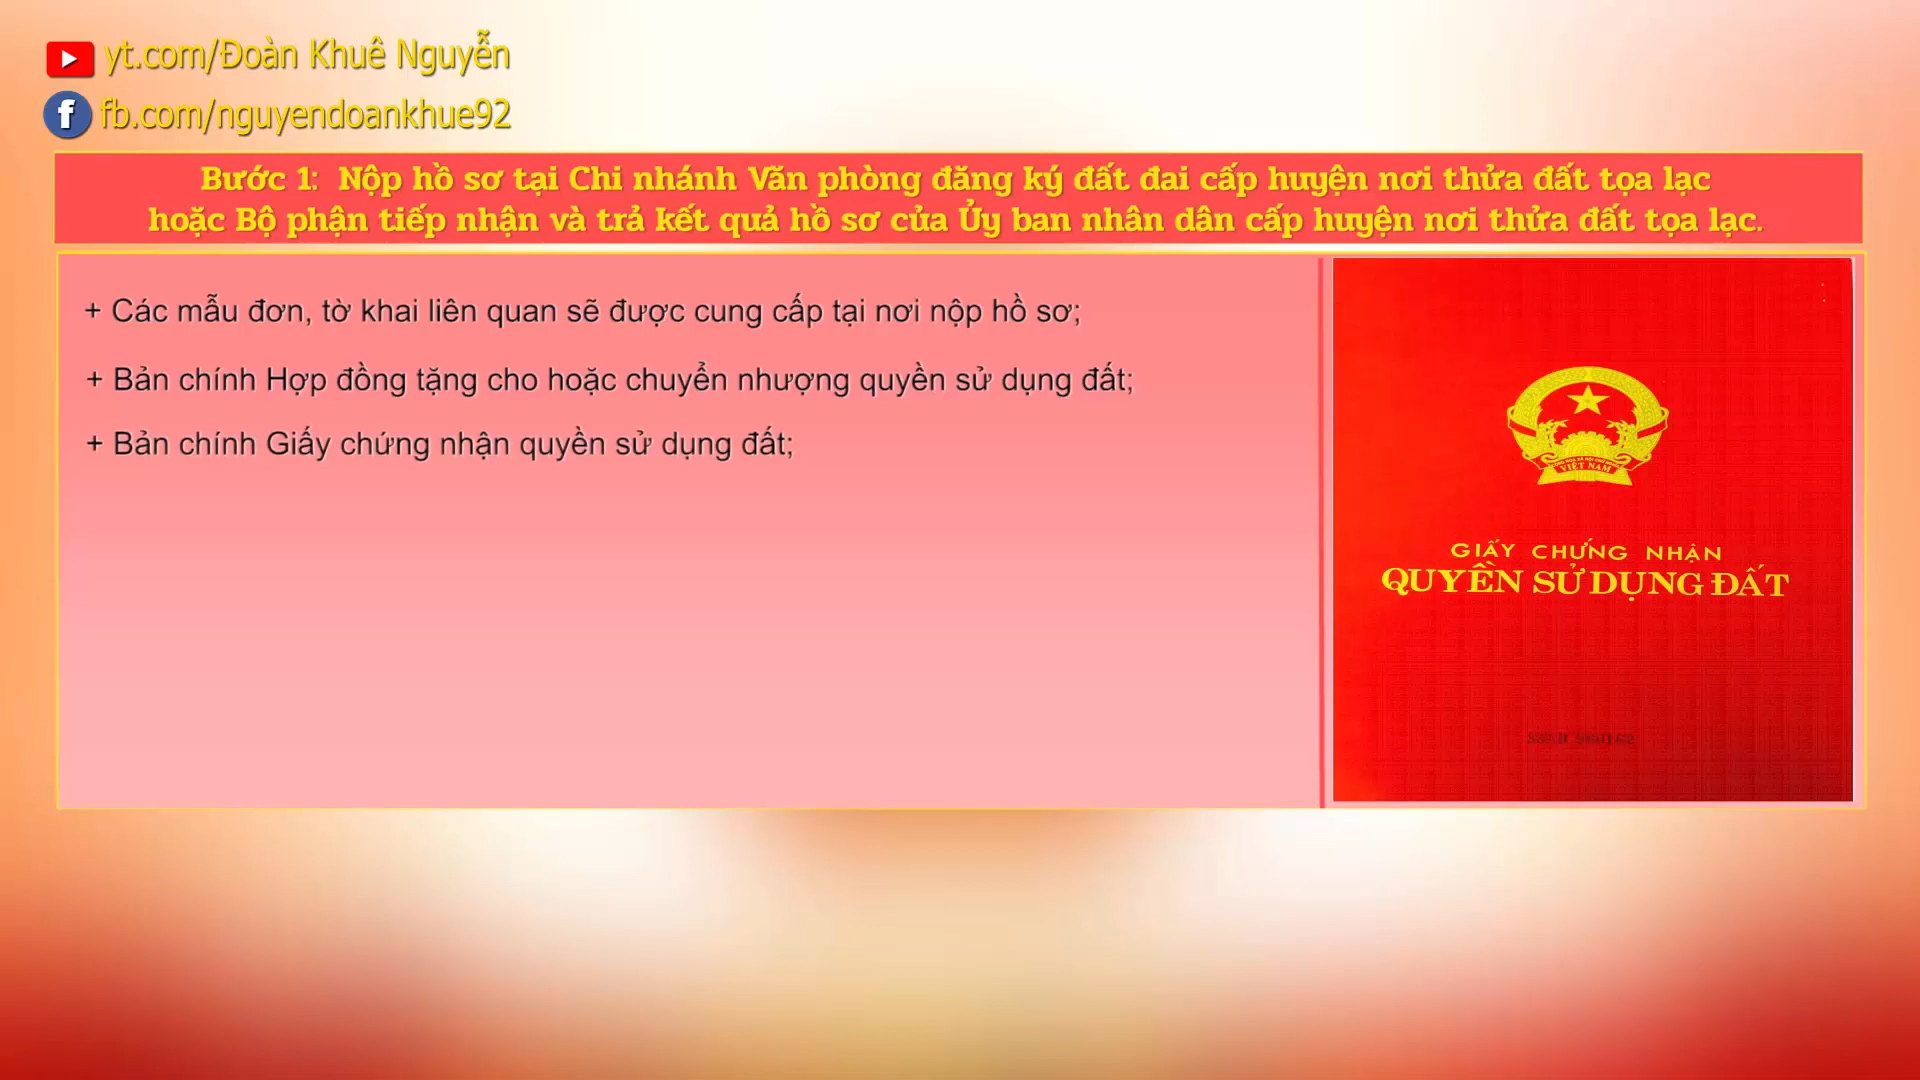 yt.com/Đoàn Khuê Nguyễn
fb.com/nguyendoankhue92
Bước 1: Nộp hồ sơ tại Chi nhánh Văn phòng đăng ký đất đai cấp huyện nơi thửa đất tọa lạc
hoặc Bộ phận tiếp nhận và trả kết quả hồ sơ của Ủy ban nhân dân cấp huyện nơi thửa đất tọa lạc.
+ Các mẫu đơn, tờ khai liên quan sẽ được cung cấp tại nơi nộp hồ sơ;
+ Bản chính Hợp đồng tặng cho hoặc chuyển nhượng quyền sử dụng đất;
+ Bản chính Giấy chứng nhận quyền sử dụng đất;
VIỆT NAM
GIẤY CHỨNG NHẬN
QUYỀN SỬ DỤNG ĐẤT